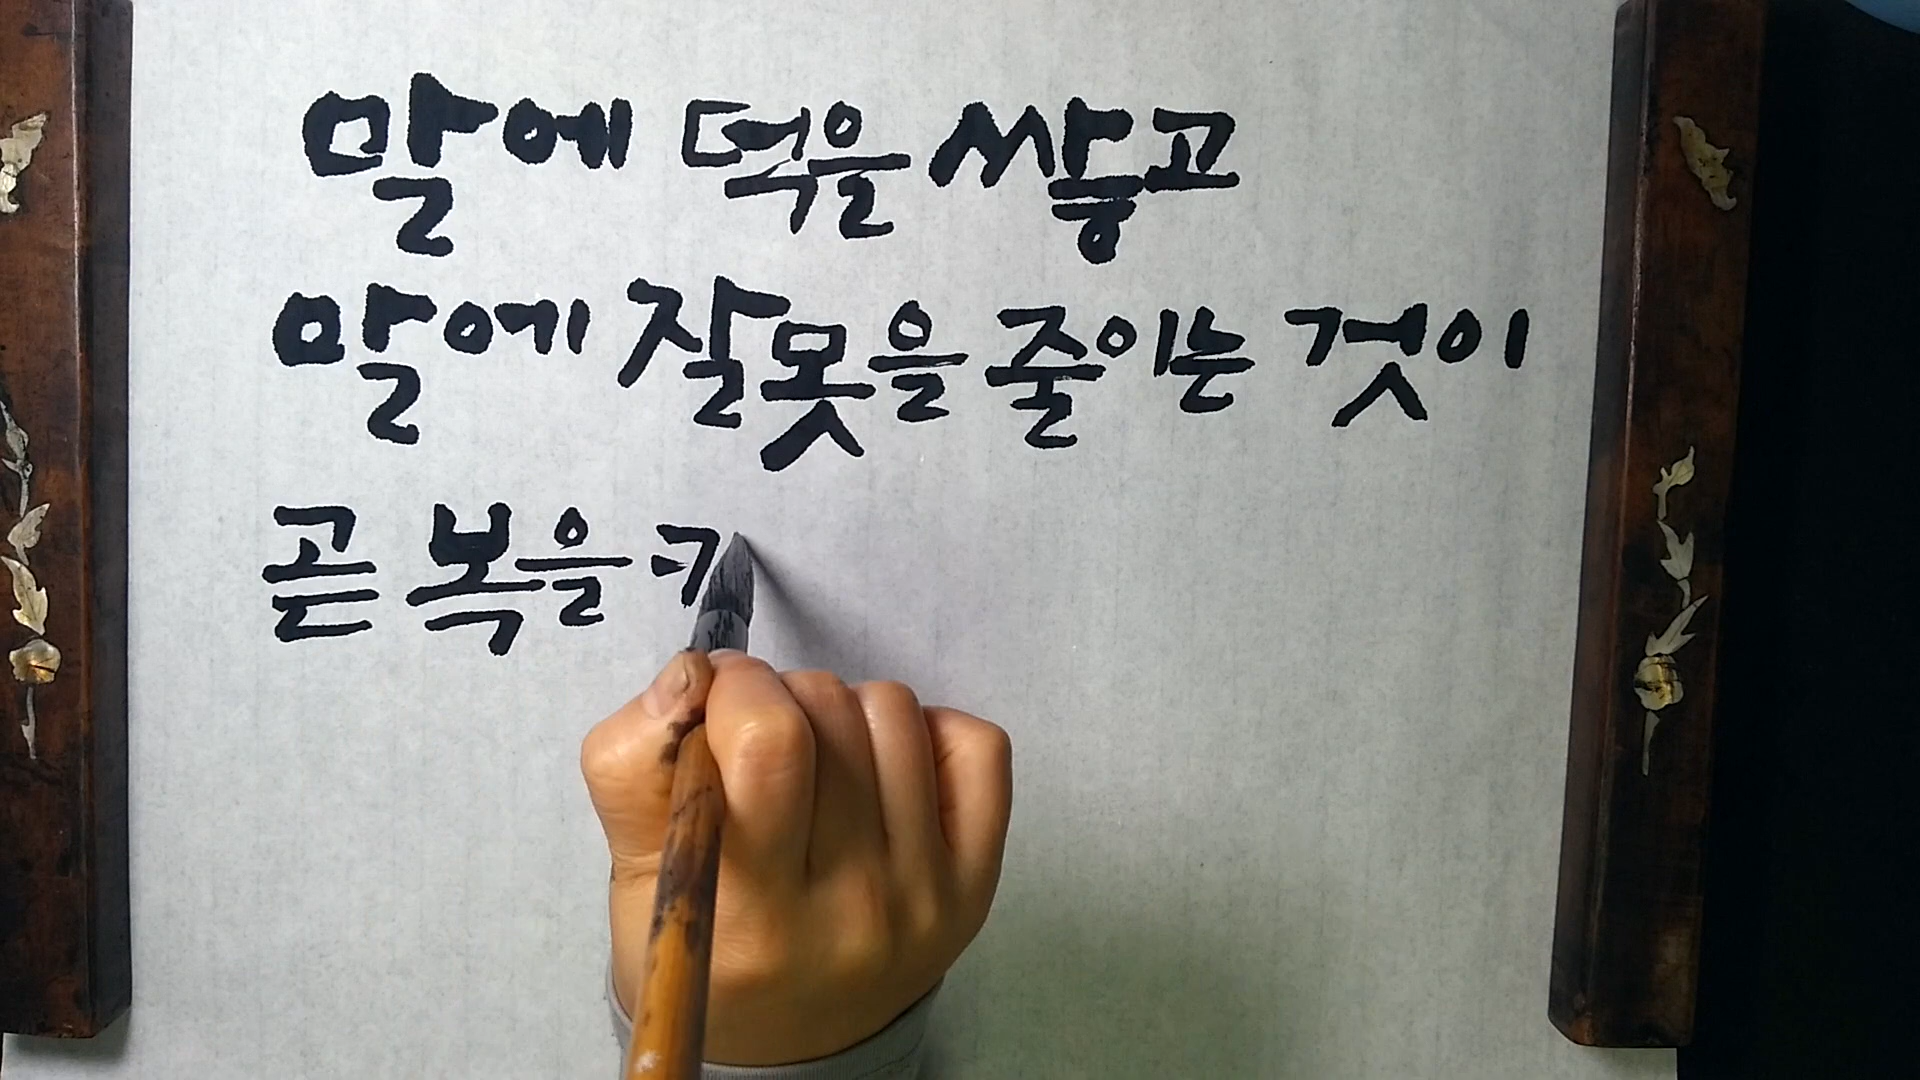 말에 덕을 쌓고
말에 잘못을 줄이는 것이
곧 복을